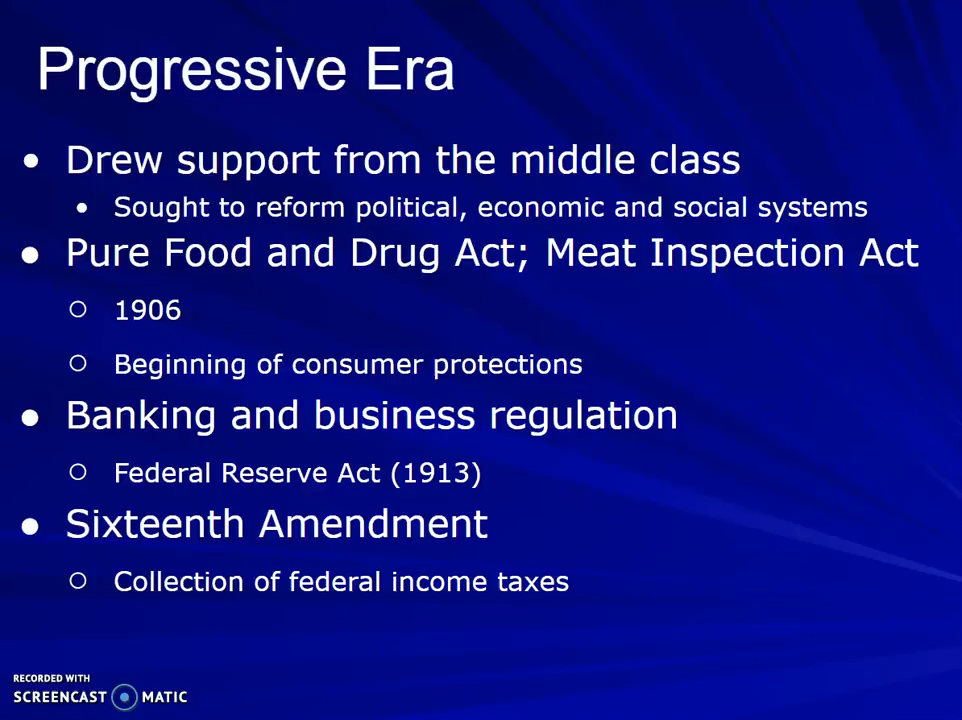 Progressive Era
• Drew support from the middle class
• Sought to reform political, economic and social systems
● Pure Food and Drug Act; Meat Inspection Act
○ 1906
○ Beginning of consumer protections
● Banking and business regulation
○ Federal Reserve Act (1913)
● Sixteenth Amendment
○ Collection of federal income taxes
RECORDED WITH
SCREENCAST MATIC